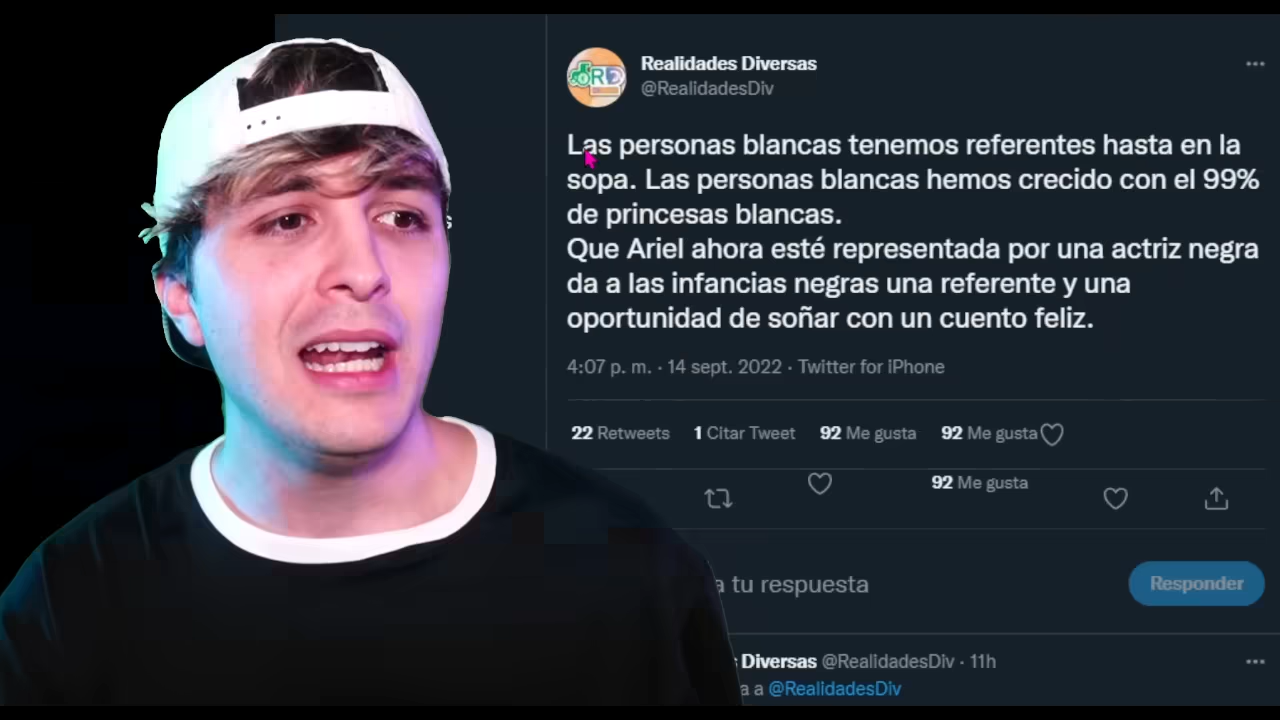 Realidades Diversas
@RealidadesDiv
Las personas blancas tenemos referentes hasta en la
sopa. Las personas blancas hemos crecido con el 99%
de princesas blancas.
Que Ariel ahora esté representada por una actriz negra
da a las infancias negras una referente y una
oportunidad de soñar con un cuento feliz.
4:07 p. m. · 14 sept. 2022 · Twitter for iPhone
22 Retweets 1 Citar Tweet 92 Me gusta 92 Me gusta
92 Me gusta
a tu respuesta
Responder
Diversas @RealidadesDiv · 11h
a a @RealidadesDiv